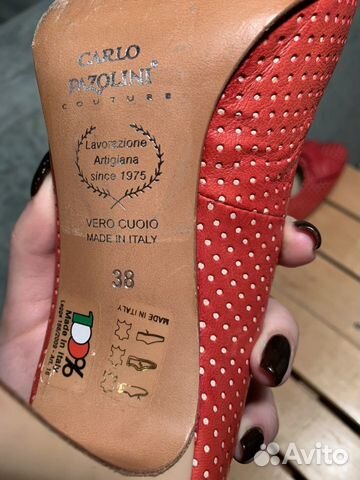 CARLO
PAZOLINI®
COUTURE
Lavorazione
Artigiana
since 1975
VERO CUOIO
MADE IN ITALY
38
100%
Made in Italy
MADE IN ITALY
Avito